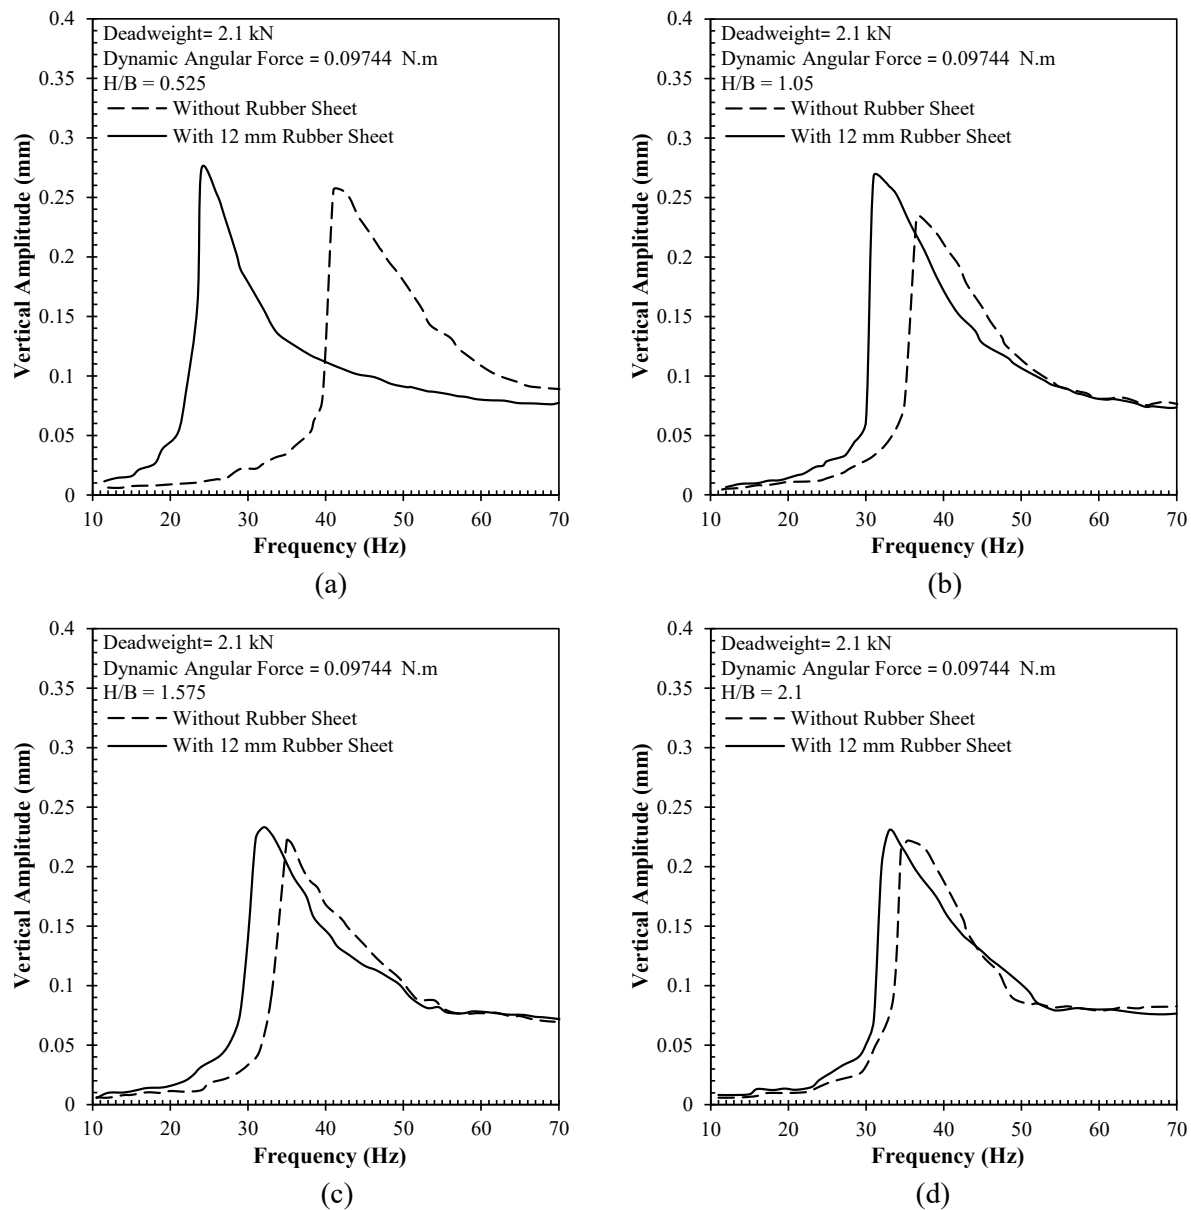 0.4
0.35
0.3
0.25
0.2
0.15
0.1
0.05
0
Vertical Amplitude (mm)
Deadweight= 2.1 kN
Dynamic Angular Force = 0.09744 N.m
H/B = 0.525
Without Rubber Sheet
With 12 mm Rubber Sheet
10 20 30 40 50 60 70
Frequency (Hz)
(a)
0.4
0.35
0.3
0.25
0.2
0.15
0.1
0.05
0
Vertical Amplitude (mm)
Deadweight= 2.1 kN
Dynamic Angular Force = 0.09744 N.m
H/B = 1.05
Without Rubber Sheet
With 12 mm Rubber Sheet
10 20 30 40 50 60 70
Frequency (Hz)
(b)
0.4
0.35
0.3
0.25
0.2
0.15
0.1
0.05
0
Vertical Amplitude (mm)
Deadweight= 2.1 kN
Dynamic Angular Force = 0.09744 N.m
H/B = 1.575
Without Rubber Sheet
With 12 mm Rubber Sheet
10 20 30 40 50 60 70
Frequency (Hz)
(c)
0.4
0.35
0.3
0.25
0.2
0.15
0.1
0.05
0
Vertical Amplitude (mm)
Deadweight= 2.1 kN
Dynamic Angular Force = 0.09744 N.m
H/B = 2.1
Without Rubber Sheet
With 12 mm Rubber Sheet
10 20 30 40 50 60 70
Frequency (Hz)
(d)